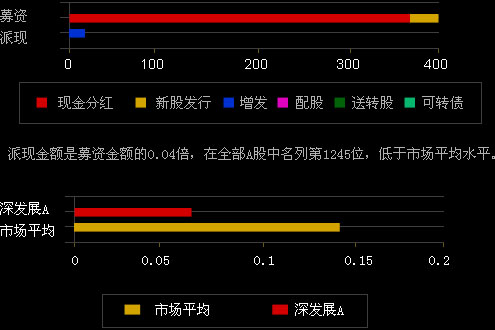 募资
派现
0 100 200 300 400
现金分红 新股发行 增发 配股 送转股 可转债
派现金额是募资金额的0.04倍，在全部A股中名列第1245位，低于市场平均水平。
深发展A
市场平均
0 0.05 0.1 0.15 0.2
市场平均 深发展A